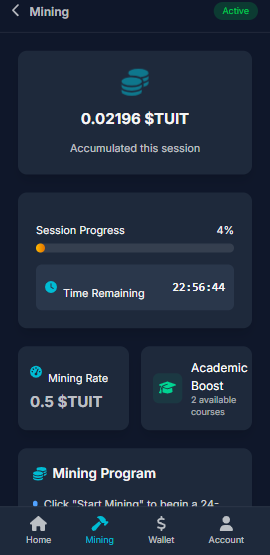 Mining
Active
0.02196 $TUIT
Accumulated this session
Session Progress
4%
Time Remaining
22:56:44
Mining Rate
0.5 $TUIT
Academic
Boost
2 available
courses
Mining Program
Click "Start Mining" to begin a 24-
Home
Mining
Wallet
Account